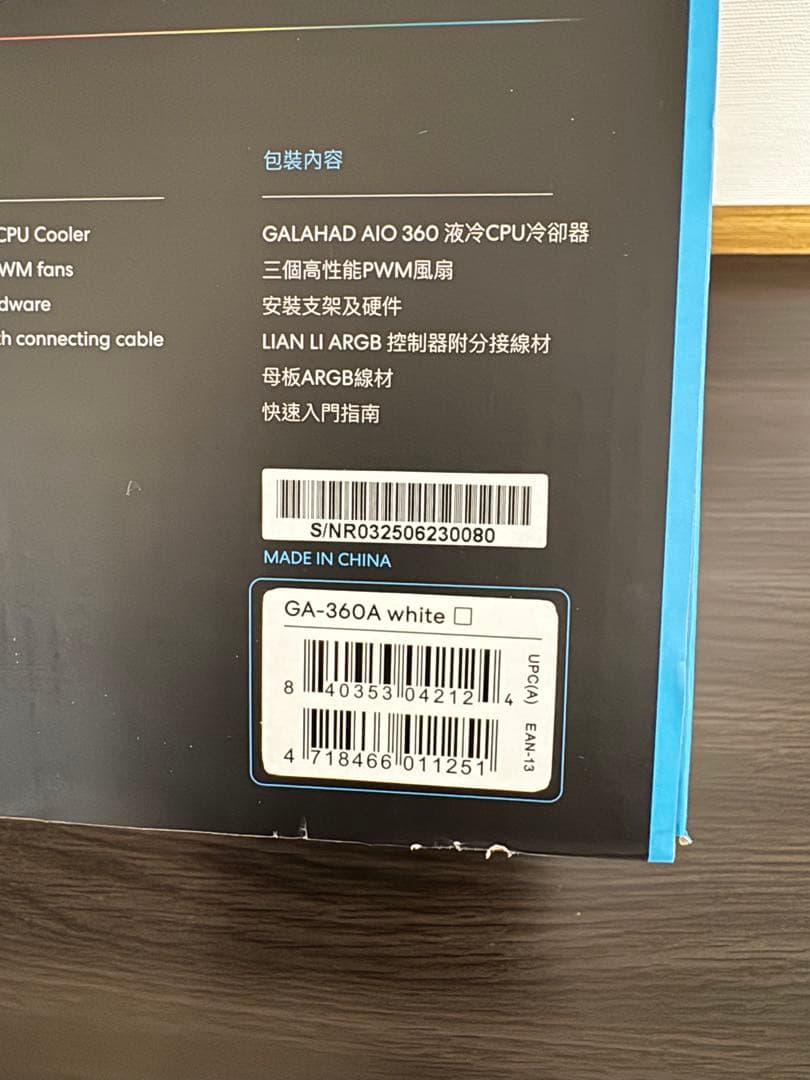 CPU Cooler
WM fans
dware
h connecting cable
包裝內容
GALAHAD AIO 360 液冷CPU冷卻器
三個高性能PWM風扇
安裝支架及硬件
LIAN LI ARGB 控制器附分接線材
母板ARGB線材
快速入門指南
S/NR032506230080
MADE IN CHINA
GA-360A white □
8 40353 04212 4
UPC(A)
4 718466 011251
EAN-13